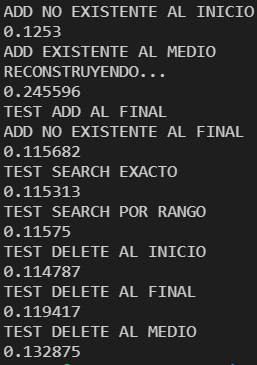 ADD NO EXISTENTE AL INICIO
0.1253
ADD EXISTENTE AL MEDIO
RECONSTRUYENDO...
0.245596
TEST ADD AL FINAL
ADD NO EXISTENTE AL FINAL
0.115682
TEST SEARCH EXACTO
0.115313
TEST SEARCH POR RANGO
0.11575
TEST DELETE AL INICIO
0.114787
TEST DELETE AL FINAL
0.119417
TEST DELETE AL MEDIO
0.132875